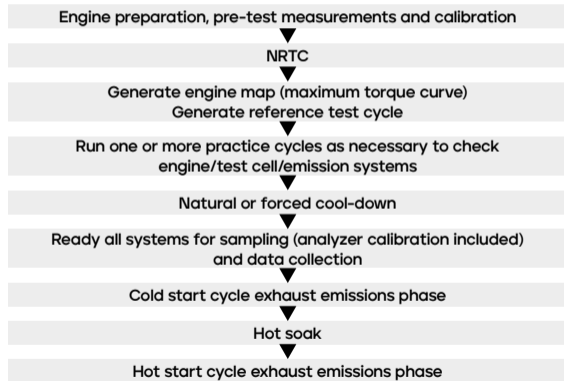 Engine preparation, pre-test measurements and calibration
NRTC
Generate engine map (maximum torque curve)
Generate reference test cycle
Run one or more practice cycles as necessary to check
engine/test cell/emission systems
Natural or forced cool-down
Ready all systems for sampling (analyzer calibration included)
and data collection
Cold start cycle exhaust emissions phase
Hot soak
Hot start cycle exhaust emissions phase